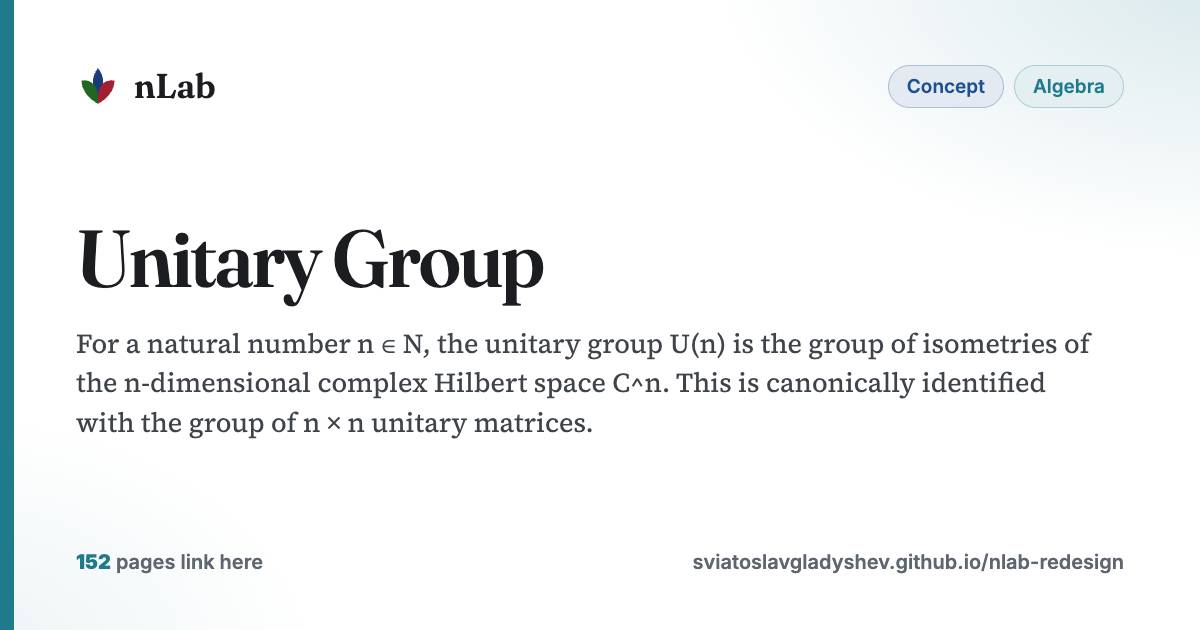 nLab
Concept
Algebra
Unitary Group
For a natural number n ∈ N, the unitary group U(n) is the group of isometries of
the n-dimensional complex Hilbert space C^n. This is canonically identified
with the group of n × n unitary matrices.
152 pages link here
sviatoslavgladyshev.github.io/nlab-redesign